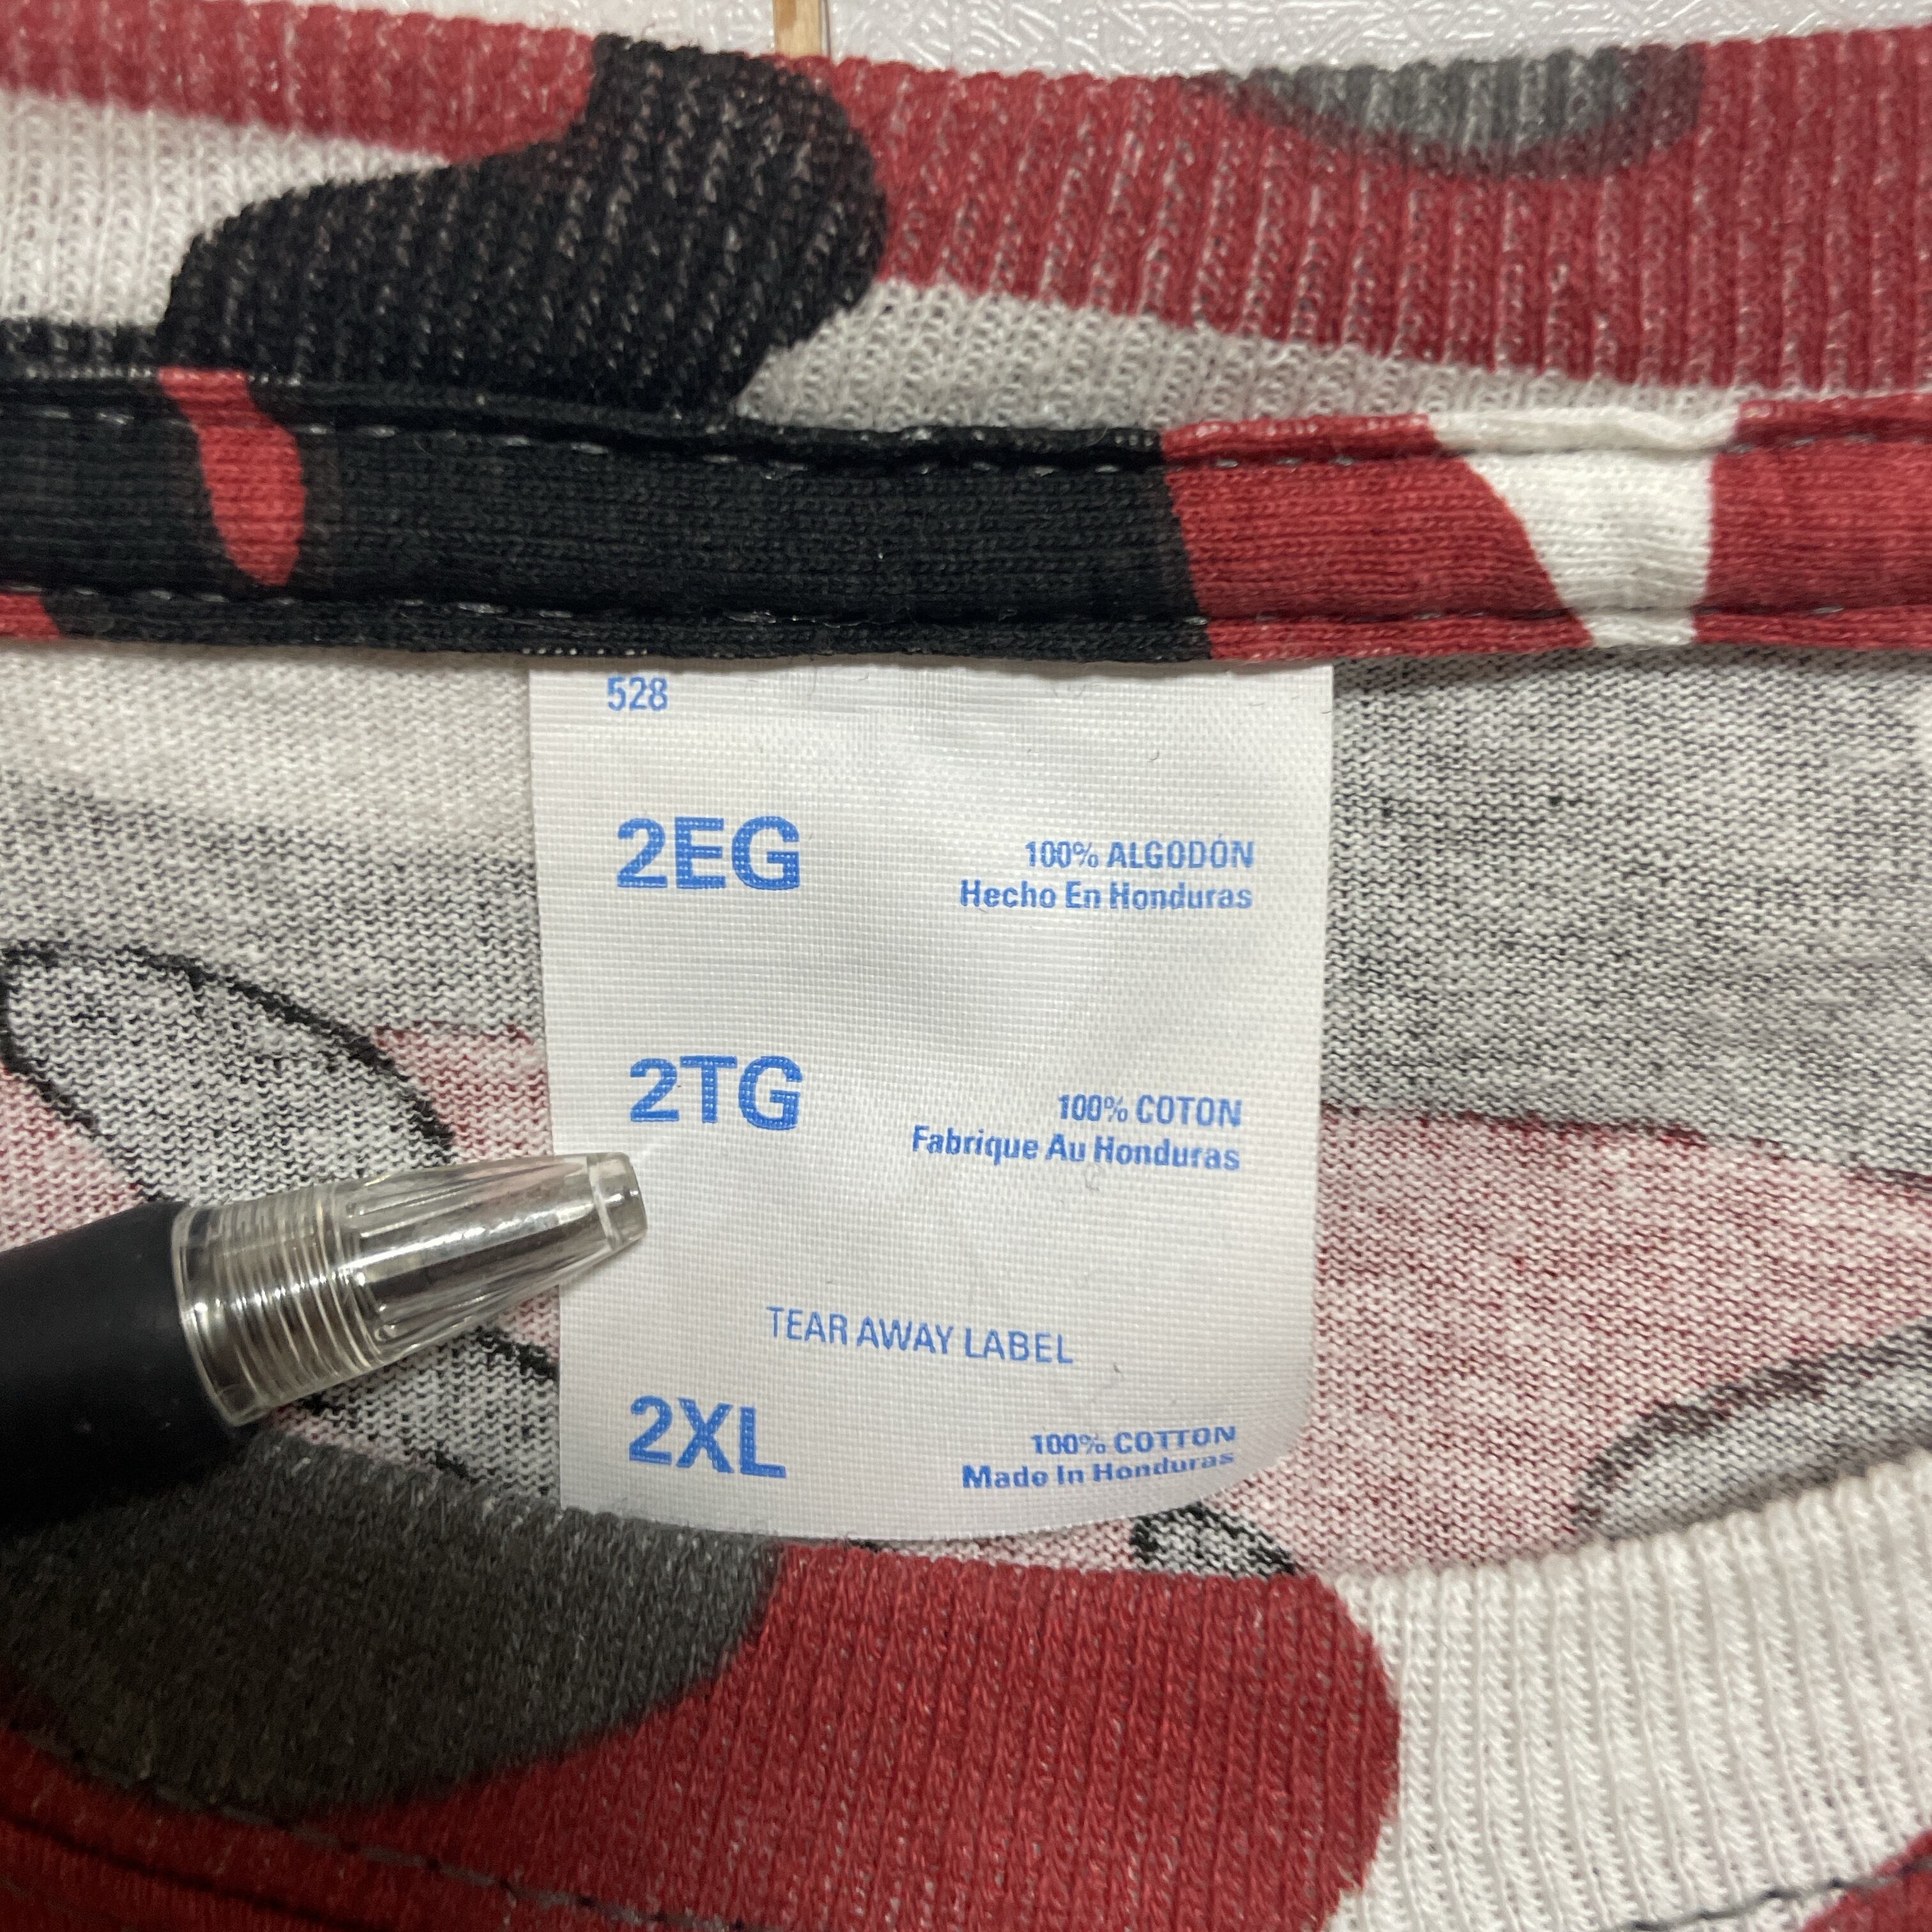 528
2EG
100% ALGODÓN
Hecho En Honduras
2TG
100% COTON
Fabrique Au Honduras
TEAR AWAY LABEL
2XL
100% COTTON
Made In Honduras